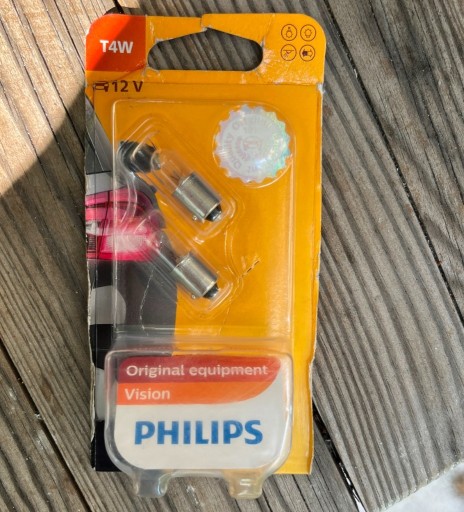 T4W
12 V
Original equipment
Vision
PHILIPS